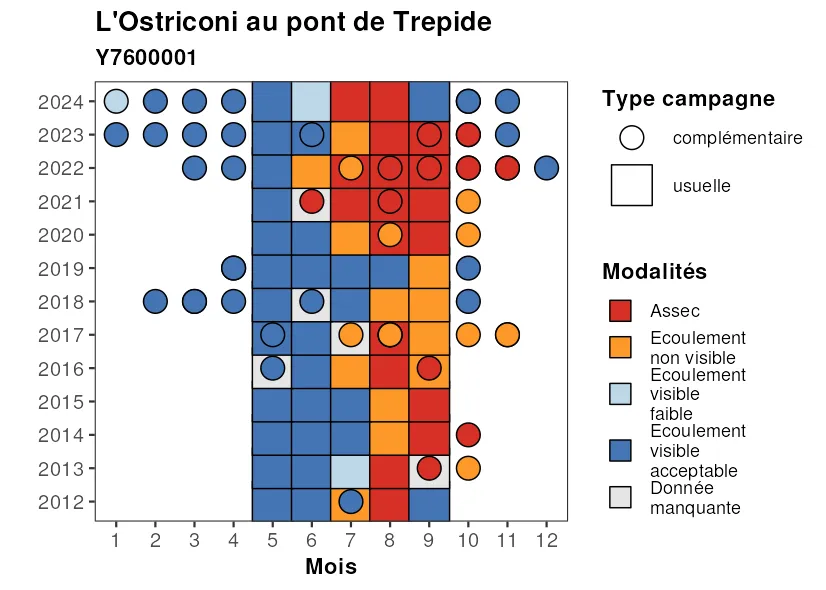 L'Ostriconi au pont de Trepide
Y7600001
2024
2023
2022
2021
2020
2019
2018
2017
2016
2015
2014
2013
2012
1 2 3 4 5 6 7 8 9 10 11 12
Mois
Type campagne
complémentaire
usuelle
Modalités
Assec
Ecoulement
non visible
Ecoulement
visible
faible
Ecoulement
visible
acceptable
Donnée
manquante